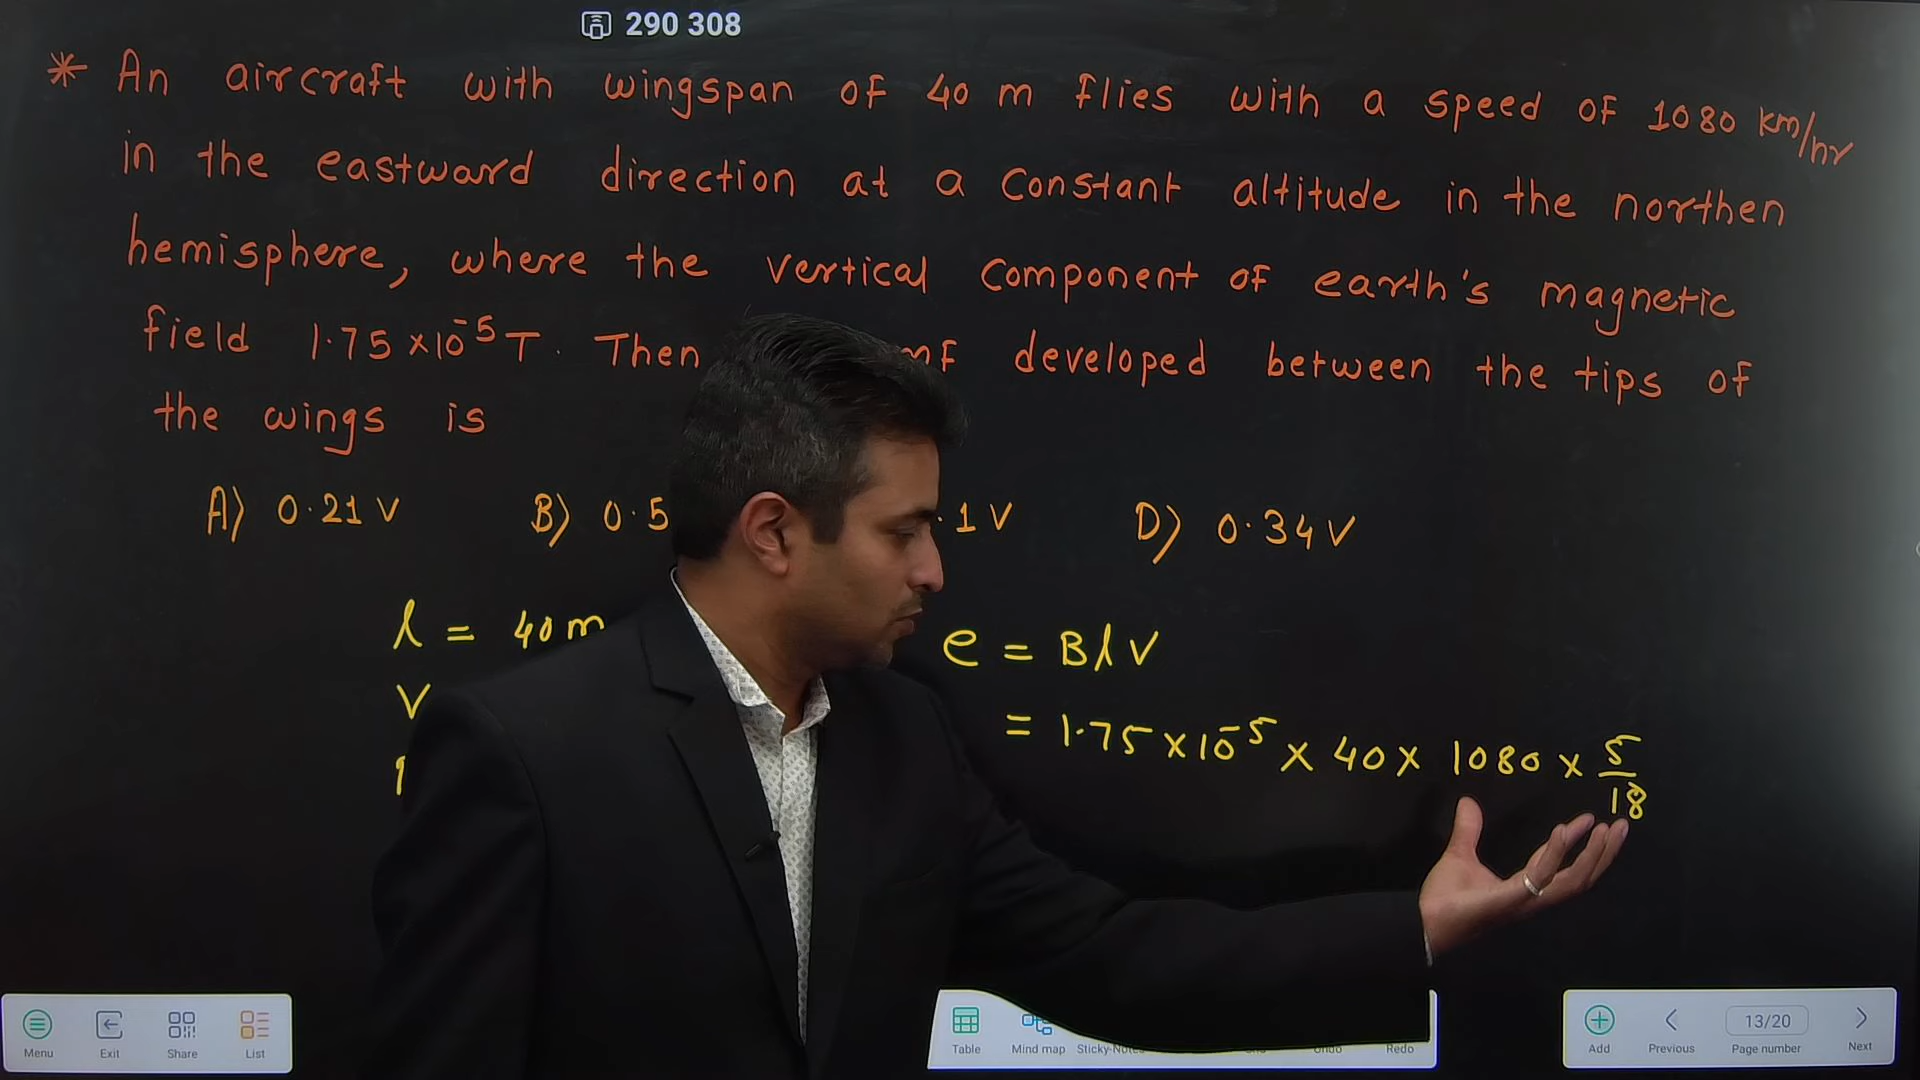 290 308
* An aircraft with wingspan of 40 m flies with a speed of 1080 km/hr
in the eastward direction at a constant altitude in the northen
hemisphere, where the vertical component of earth's magnetic
field 1.75 × 10⁻⁵ T. Then mf developed between the tips of
the wings is
A) 0.21 V B) 0.5 .1 V D) 0.34 V
l = 40 m e = B l V
V = 1.75 × 10⁻⁵ × 40 × 1080 × 5/18
Menu Exit Share List Table Mind map Redo Add Previous 13/20 Page number Next